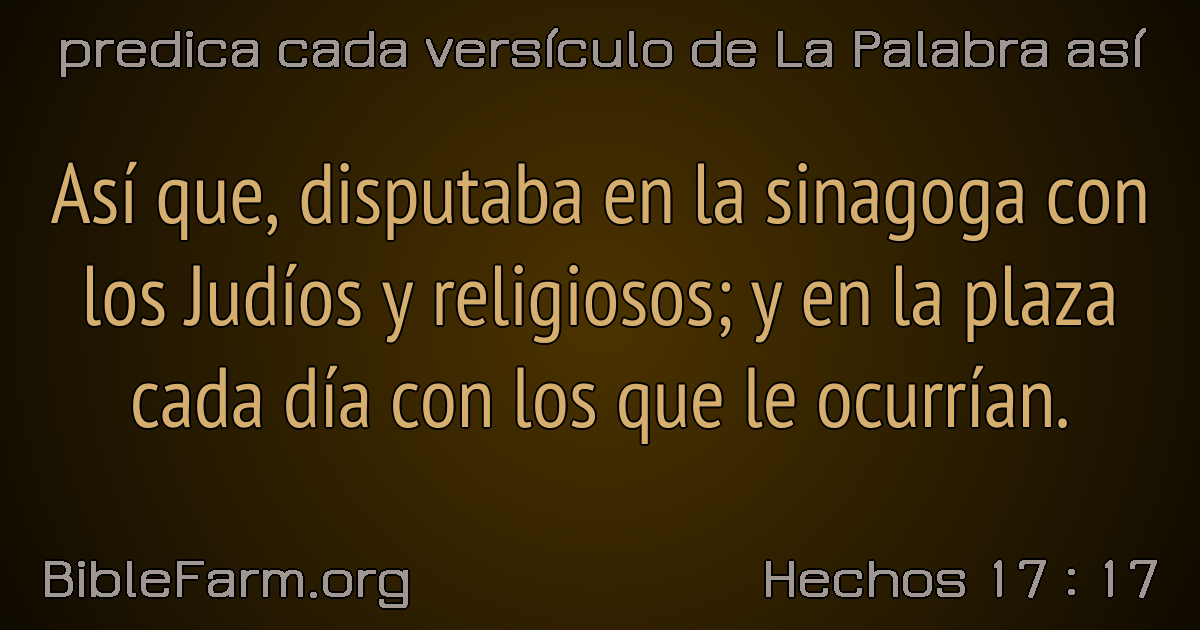 predica cada versículo de La Palabra así
Así que, disputaba en la sinagoga con
los Judíos y religiosos; y en la plaza
cada día con los que le ocurrían.
BibleFarm.org
Hechos 17 : 17